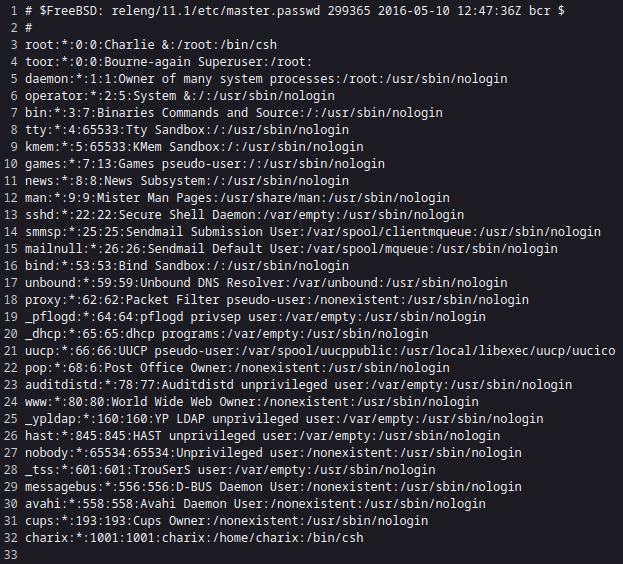 1 # $FreeBSD: releng/11.1/etc/master.passwd 299365 2016-05-10 12:47:36Z bcr $
2 #
3 root:*:0:0:Charlie &:/root:/bin/csh
4 toor:*:0:0:Bourne-again Superuser:/root:
5 daemon:*:1:1:Owner of many system processes:/root:/usr/sbin/nologin
6 operator:*:2:5:System &:/:/usr/sbin/nologin
7 bin:*:3:7:Binaries Commands and Source:/:/usr/sbin/nologin
8 tty:*:4:65533:Tty Sandbox:/:/usr/sbin/nologin
9 kmem:*:5:65533:KMem Sandbox:/:/usr/sbin/nologin
10 games:*:7:13:Games pseudo-user:/:/usr/sbin/nologin
11 news:*:8:8:News Subsystem:/:/usr/sbin/nologin
12 man:*:9:9:Mister Man Pages:/usr/share/man:/usr/sbin/nologin
13 sshd:*:22:22:Secure Shell Daemon:/var/empty:/usr/sbin/nologin
14 smmsp:*:25:25:Sendmail Submission User:/var/spool/clientmqueue:/usr/sbin/nologin
15 mailnull:*:26:26:Sendmail Default User:/var/spool/mqueue:/usr/sbin/nologin
16 bind:*:53:53:Bind Sandbox:/:/usr/sbin/nologin
17 unbound:*:59:59:Unbound DNS Resolver:/var/unbound:/usr/sbin/nologin
18 proxy:*:62:62:Packet Filter pseudo-user:/nonexistent:/usr/sbin/nologin
19 _pflogd:*:64:64:pflogd privsep user:/var/empty:/usr/sbin/nologin
20 _dhcp:*:65:65:dhcp programs:/var/empty:/usr/sbin/nologin
21 uucp:*:66:66:UUCP pseudo-user:/var/spool/uucppublic:/usr/local/libexec/uucp/uucico
22 pop:*:68:6:Post Office Owner:/nonexistent:/usr/sbin/nologin
23 auditdistd:*:78:77:Auditdistd unprivileged user:/var/empty:/usr/sbin/nologin
24 www:*:80:80:World Wide Web Owner:/nonexistent:/usr/sbin/nologin
25 _ypldap:*:160:160:YP LDAP unprivileged user:/var/empty:/usr/sbin/nologin
26 hast:*:845:845:HAST unprivileged user:/var/empty:/usr/sbin/nologin
27 nobody:*:65534:65534:Unprivileged user:/nonexistent:/usr/sbin/nologin
28 _tss:*:601:601:TrouSerS user:/var/empty:/usr/sbin/nologin
29 messagebus:*:556:556:D-BUS Daemon User:/nonexistent:/usr/sbin/nologin
30 avahi:*:558:558:Avahi Daemon User:/nonexistent:/usr/sbin/nologin
31 cups:*:193:193:Cups Owner:/nonexistent:/usr/sbin/nologin
32 charix:*:1001:1001:charix:/home/charix:/bin/csh
33